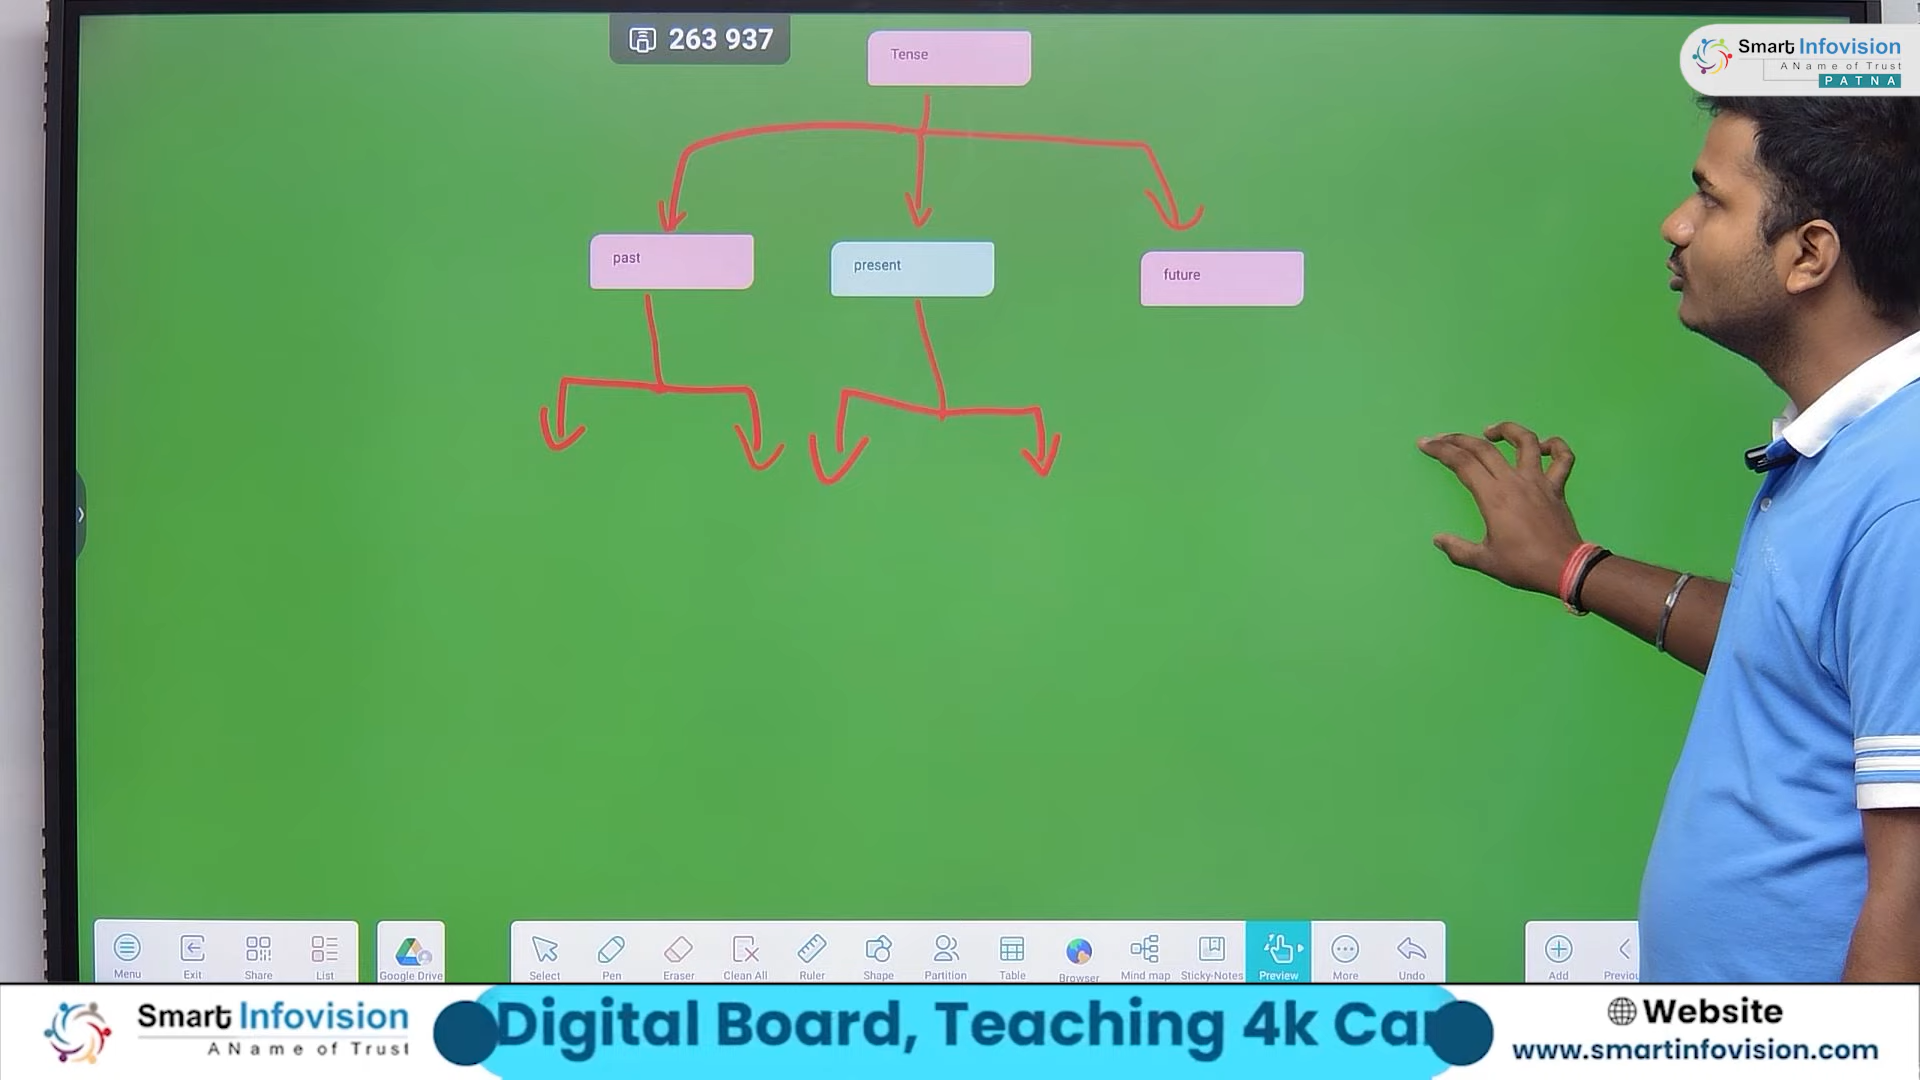 263 937
Tense
Smart Infovision
A Name of Trust
PATNA
past
present
future
Menu
Exit
Share
List
Google Drive
Select
Pen
Eraser
Clean All
Ruler
Shape
Partition
Table
Browser
Mind map
Sticky-Notes
Preview
More
Undo
Add
Previou
Smart Infovision
A Name of Trust
Digital Board, Teaching 4k Ca
Website
www.smartinfovision.com